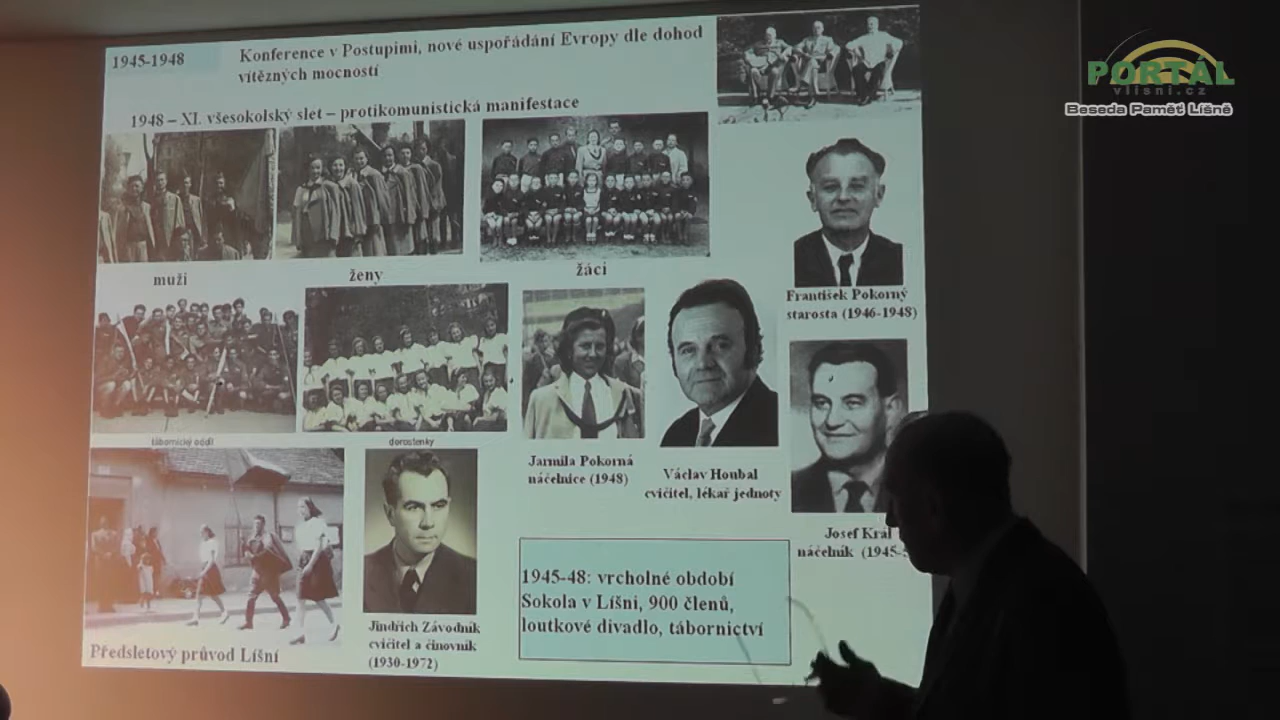 1945-1948
Konference v Postupimi, nové uspořádání Evropy dle dohod
vítězných mocností
PORTÁL
vlisni.cz
Beseda Paměť Líšně
1948 – XI. všesokolský slet – protikomunistická manifestace
muži
ženy
žáci
František Pokorný
starosta (1946-1948)
tábornický oddíl
dorostenky
Jarmila Pokorná
náčelnice (1948)
Václav Houbal
cvičitel, lékař jednoty
Josef Král
náčelník (1945-
Předsletový průvod Líšní
Jindřich Závodník
cvičitel a činovník
(1930-1972)
1945-48: vrcholné období
Sokola v Líšni, 900 členů,
loutkové divadlo, tábornictví